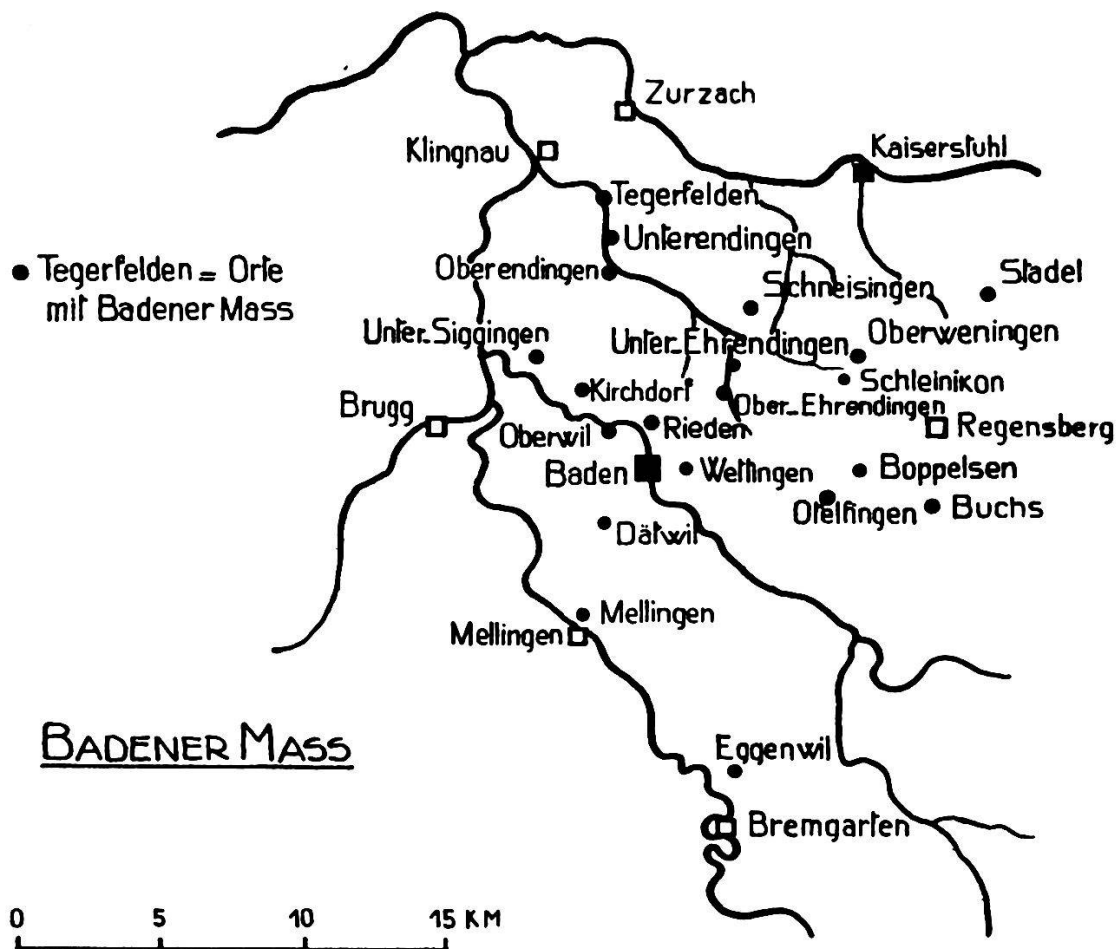 Zurzach
Klingnau
Kaiserstuhl
Tegerfelden
Unterendingen
Tegerfelden = Orte
mit Badener Mass
Oberendingen
Schneisingen
Stadel
Unter-Siggingen
Unter-Ehrendingen
Oberweningen
Kirchdorf
Schleinikon
Ober-Ehrendingen
Brugg
Oberwil
Rieden
Regensberg
Baden
Wettingen
Boppelsen
Otelfingen
Buchs
Dätwil
Mellingen
Mellingen
BADENER MASS
Eggenwil
Bremgarten
0 5 10 15 KM